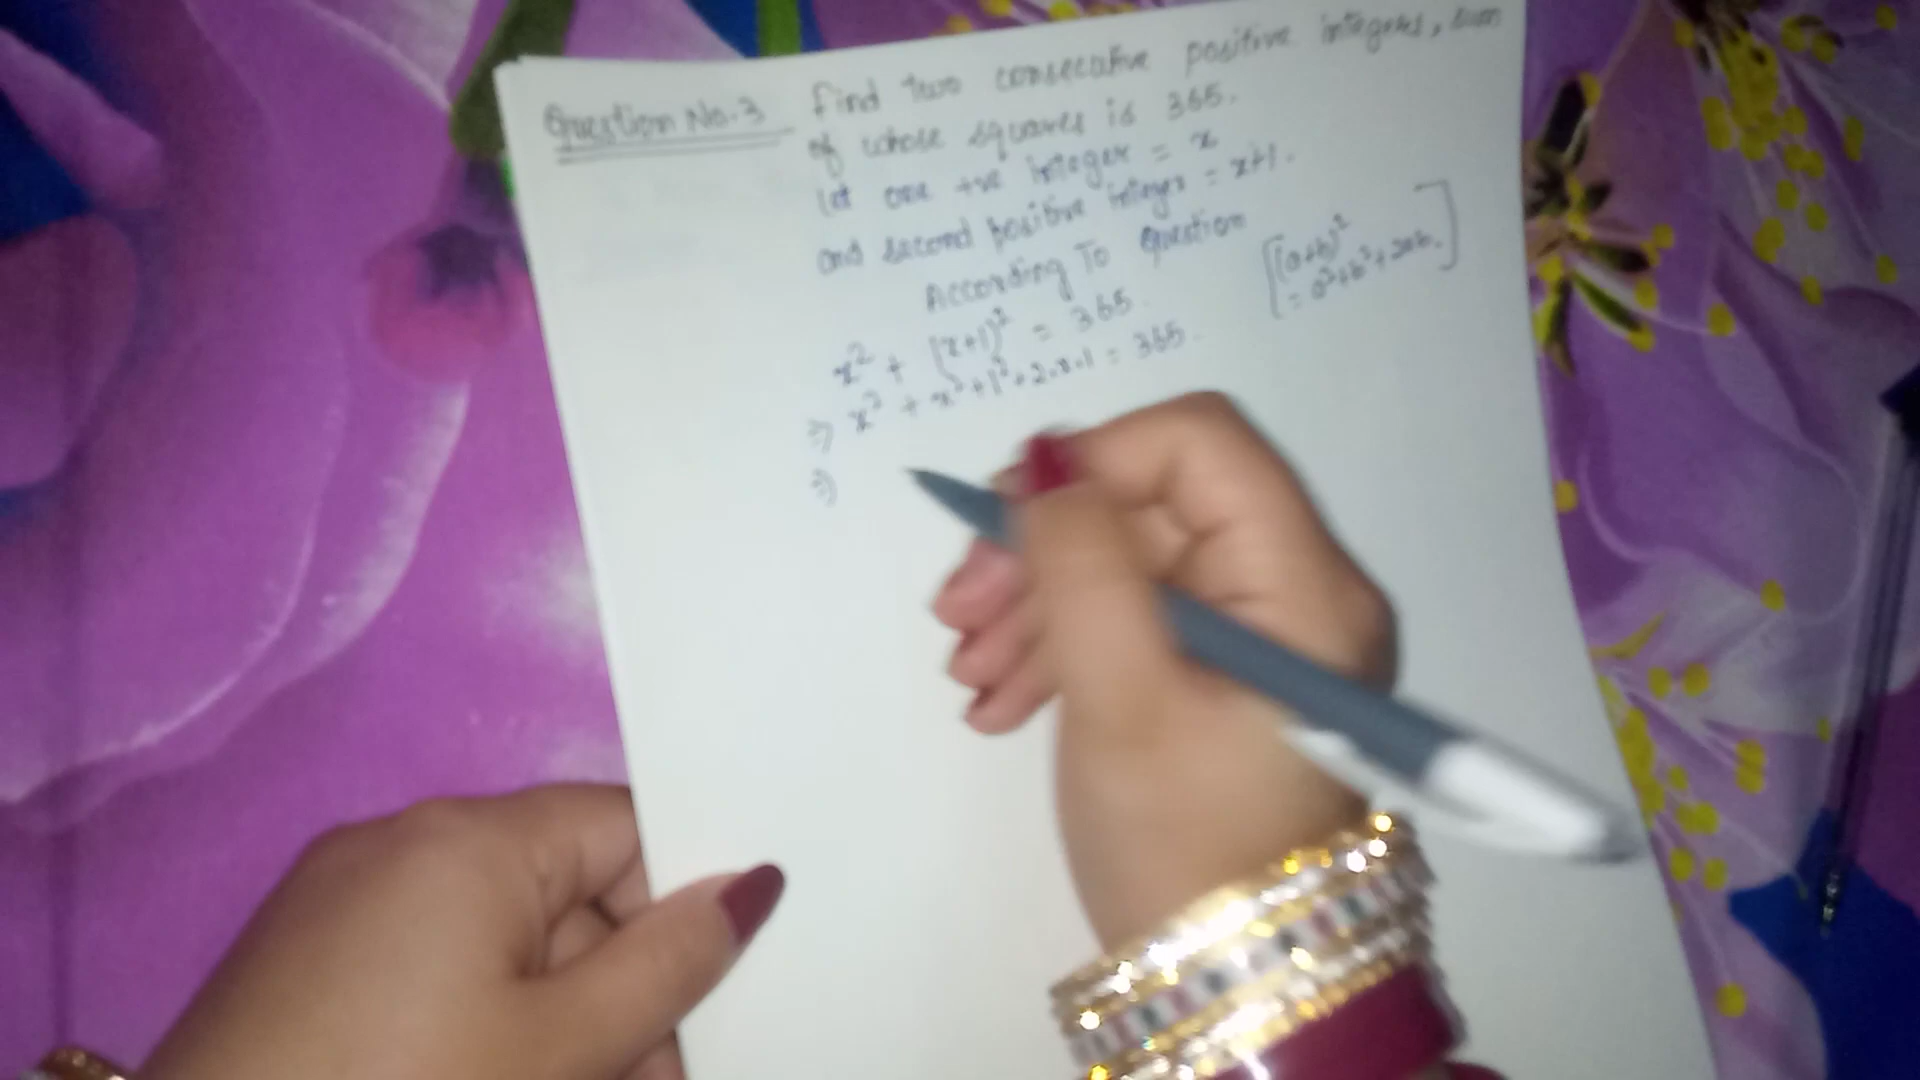 Question No.3 Find two consecutive positive integers, sum
of whose squares is 365.
let one +ve integer = x
and second positive integer = x+1.
According To Question
x² + (x+1)² = 365.
[(a+b)²
= a²+b²+2ab.]
⇒ x² + x²+1²+2.x.1 = 365.
⇒